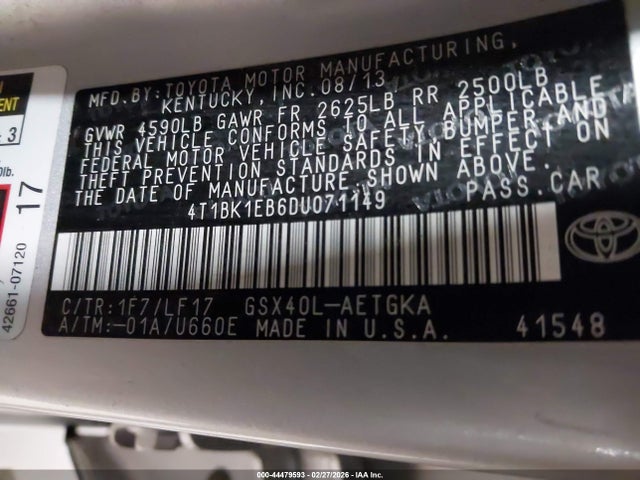 MFD.BY:TOYOTA MOTOR MANUFACTURING,
KENTUCKY, INC.08/13
GVWR 4590LB GAWR FR 2625LB RR 2500LB
THIS VEHICLE CONFORMS TO ALL APPLICABLE
FEDERAL MOTOR VEHICLE SAFETY, BUMPER, AND
THEFT PREVENTION STANDARDS IN EFFECT ON
THE DATE OF MANUFACTURE SHOWN ABOVE.
4T1BK1EB6DU071149 PASS.CAR
C/TR:1F7/LF17 GSX40L-AETGKA
A/TM:-01A/U660E MADE IN U.S.A. 41548
17
42661-07120
000-44479593 - 02/27/2026 - IAA Inc.